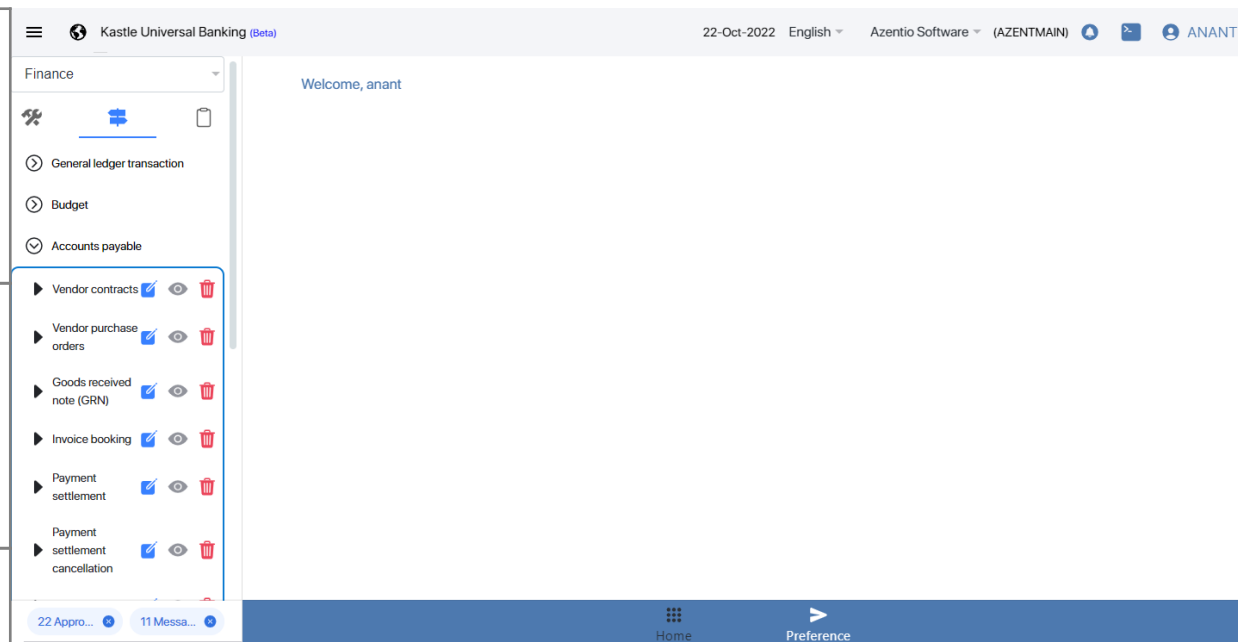 Kastle Universal Banking (Beta)
22-Oct-2022 English Azentio Software (AZENTMAIN) ANANT
Finance
Welcome, anant
General ledger transaction
Budget
Accounts payable
Vendor contracts
Vendor purchase
orders
Goods received
note (GRN)
Invoice booking
Payment
settlement
Payment
settlement
cancellation
22 Appro...
11 Messa...
Home
Preference